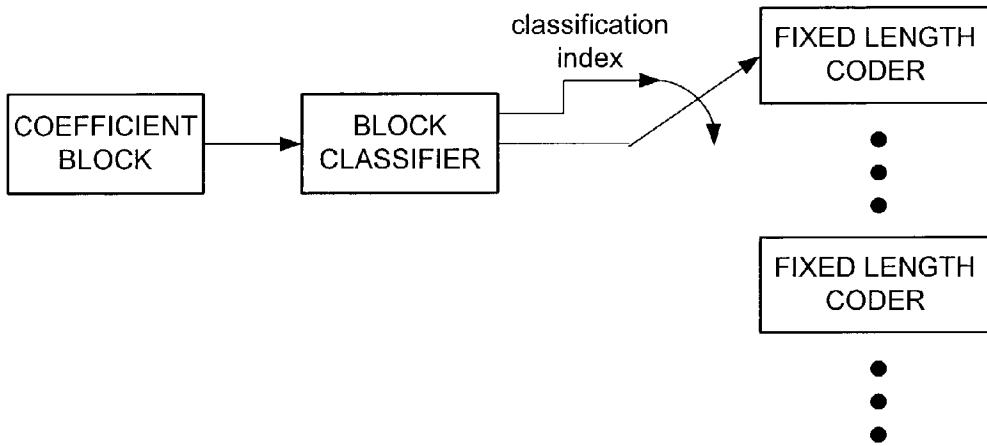 classification
index
FIXED LENGTH
CODER
COEFFICIENT
BLOCK
BLOCK
CLASSIFIER
FIXED LENGTH
CODER